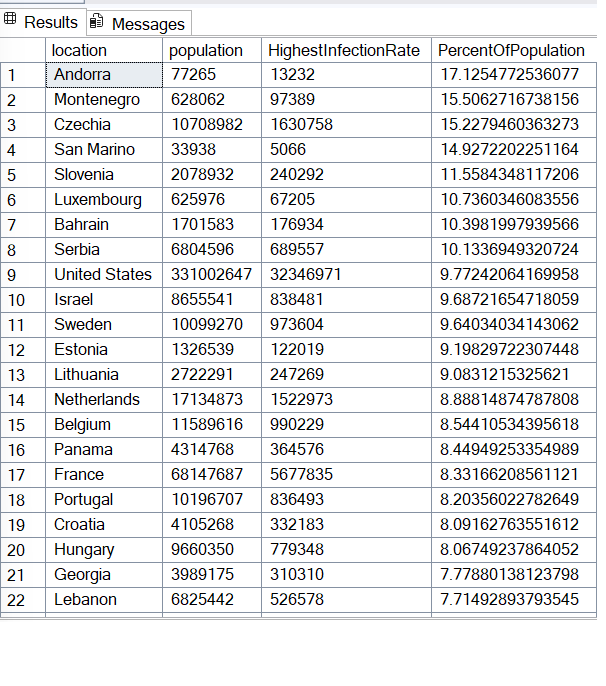 Results Messages
location population HighestInfectionRate PercentOfPopulation
1 Andorra 77265 13232 17.1254772536077
2 Montenegro 628062 97389 15.5062716738156
3 Czechia 10708982 1630758 15.2279460363273
4 San Marino 33938 5066 14.9272202251164
5 Slovenia 2078932 240292 11.5584348117206
6 Luxembourg 625976 67205 10.7360346083556
7 Bahrain 1701583 176934 10.3981997939566
8 Serbia 6804596 689557 10.1336949320724
9 United States 331002647 32346971 9.77242064169958
10 Israel 8655541 838481 9.68721654718059
11 Sweden 10099270 973604 9.64034034143062
12 Estonia 1326539 122019 9.19829722307448
13 Lithuania 2722291 247269 9.0831215325621
14 Netherlands 17134873 1522973 8.88814874787808
15 Belgium 11589616 990229 8.54410534395618
16 Panama 4314768 364576 8.44949253354989
17 France 68147687 5677835 8.33166208561121
18 Portugal 10196707 836493 8.20356022782649
19 Croatia 4105268 332183 8.09162763551612
20 Hungary 9660350 779348 8.06749237864052
21 Georgia 3989175 310310 7.77880138123798
22 Lebanon 6825442 526578 7.71492893793545